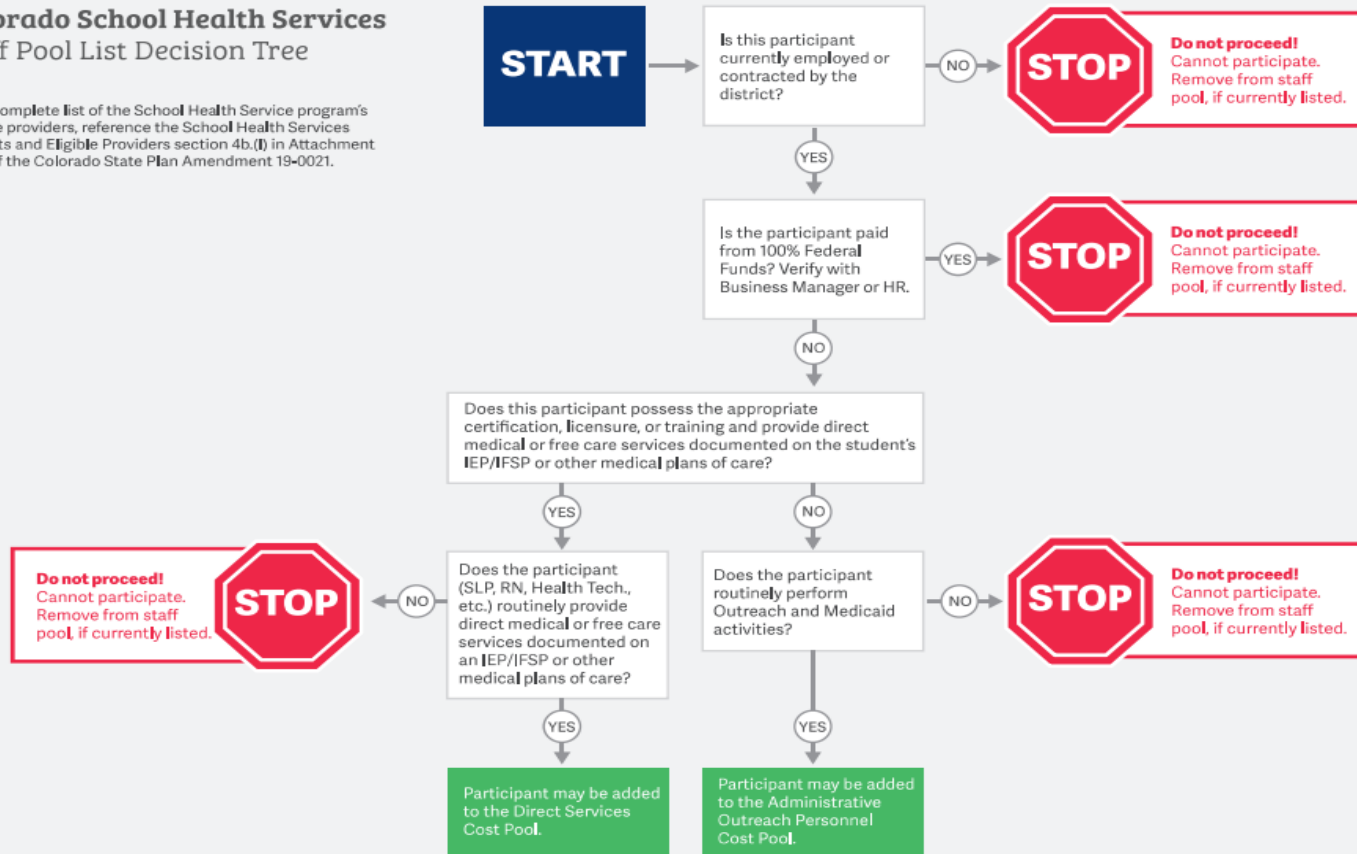 orado School Health Services
f Pool List Decision Tree
omplete list of the School Health Service program's
e providers, reference the School Health Services
ts and Eligible Providers section 4b.(I) in Attachment
f the Colorado State Plan Amendment 19-0021.
START
Is this participant
currently employed or
contracted by the
district?
NO
STOP
Do not proceed!
Cannot participate.
Remove from staff
pool, if currently listed.
YES
Is the participant paid
from 100% Federal
Funds? Verify with
Business Manager or HR.
YES
STOP
Do not proceed!
Cannot participate.
Remove from staff
pool, if currently listed.
NO
Does this participant possess the appropriate
certification, licensure, or training and provide direct
medical or free care services documented on the student's
IEP/IFSP or other medical plans of care?
YES
NO
Do not proceed!
Cannot participate.
Remove from staff
pool, if currently listed.
STOP
NO
Does the participant
(SLP, RN, Health Tech.,
etc.) routinely provide
direct medical or free care
services documented on
an IEP/IFSP or other
medical plans of care?
Does the participant
routinely perform
Outreach and Medicaid
activities?
NO
STOP
Do not proceed!
Cannot participate.
Remove from staff
pool, if currently listed.
YES
YES
Participant may be added
to the Direct Services
Cost Pool.
Participant may be added
to the Administrative
Outreach Personnel
Cost Pool.